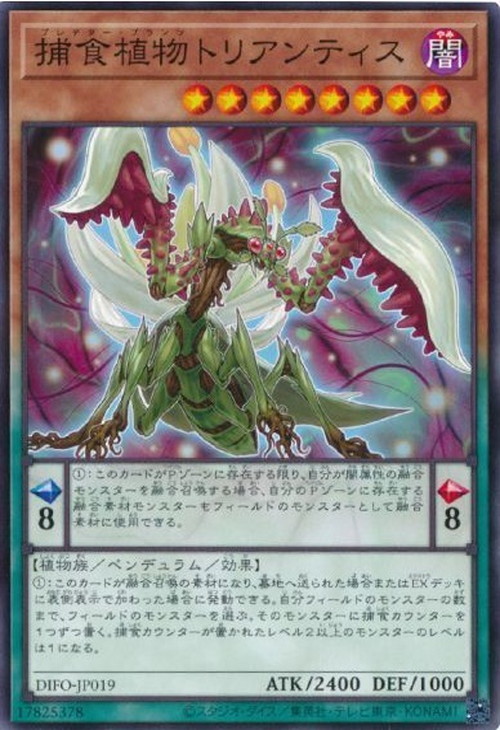 プレデター・プランツ
捕食植物トリアンティス
やみ
闇
①:このカードがPゾーンに存在する限り、自分が闇属性の融合
モンスターを融合召喚する場合、自分のPゾーンに存在する
融合素材モンスターもフィールドのモンスターとして融合
素材に使用できる。
8
8
【植物族/ペンデュラム/効果】
①:このカードが融合召喚の素材になり、墓地へ送られた場合またはEXデッキ
に表側表示で加わった場合に発動できる。自分フィールドのモンスターの数
まで、フィールドのモンスターを選ぶ。そのモンスターに捕食カウンターを
1つずつ置く。捕食カウンターが置かれたレベル2以上のモンスターのレベル
は1になる。
DIFO-JP019
ATK/2400 DEF/1000
17825378
©スタジオ・ダイス/集英社・テレビ東京・KONAMI